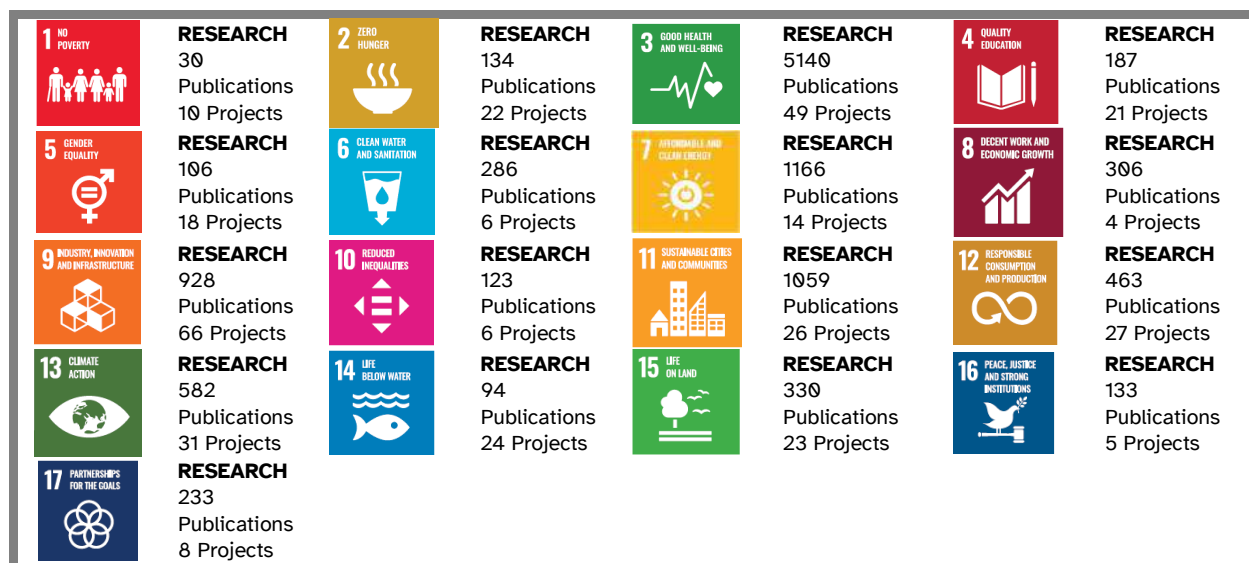 1 NO
POVERTY
RESEARCH
30
Publications
10 Projects
2 ZERO
HUNGER
RESEARCH
134
Publications
22 Projects
3 GOOD HEALTH
AND WELL-BEING
RESEARCH
5140
Publications
49 Projects
4 QUALITY
EDUCATION
RESEARCH
187
Publications
21 Projects
5 GENDER
EQUALITY
RESEARCH
106
Publications
18 Projects
6 CLEAN WATER
AND SANITATION
RESEARCH
286
Publications
6 Projects
7 AFFORDABLE AND
CLEAN ENERGY
RESEARCH
1166
Publications
14 Projects
8 DECENT WORK AND
ECONOMIC GROWTH
RESEARCH
306
Publications
4 Projects
9 INDUSTRY, INNOVATION
AND INFRASTRUCTURE
RESEARCH
928
Publications
66 Projects
10 REDUCED
INEQUALITIES
RESEARCH
123
Publications
6 Projects
11 SUSTAINABLE CITIES
AND COMMUNITIES
RESEARCH
1059
Publications
26 Projects
12 RESPONSIBLE
CONSUMPTION
AND PRODUCTION
RESEARCH
463
Publications
27 Projects
13 CLIMATE
ACTION
RESEARCH
582
Publications
31 Projects
14 LIFE
BELOW WATER
RESEARCH
94
Publications
24 Projects
15 LIFE
ON LAND
RESEARCH
330
Publications
23 Projects
16 PEACE, JUSTICE
AND STRONG
INSTITUTIONS
RESEARCH
133
Publications
5 Projects
17 PARTNERSHIPS
FOR THE GOALS
RESEARCH
233
Publications
8 Projects